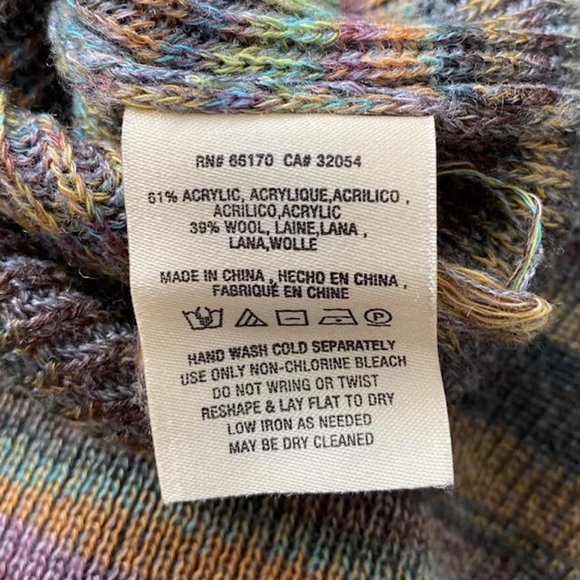 RN# 66170 CA# 32054
61% ACRYLIC, ACRYLIQUE,ACRILICO ,
ACRÍLICO,ACRYLIC
39% WOOL, LAINE,LANA ,
LANA,WOLLE
MADE IN CHINA , HECHO EN CHINA ,
FABRIQUÉ EN CHINE
P
HAND WASH COLD SEPARATELY
USE ONLY NON-CHLORINE BLEACH
DO NOT WRING OR TWIST
RESHAPE & LAY FLAT TO DRY
LOW IRON AS NEEDED
MAY BE DRY CLEANED